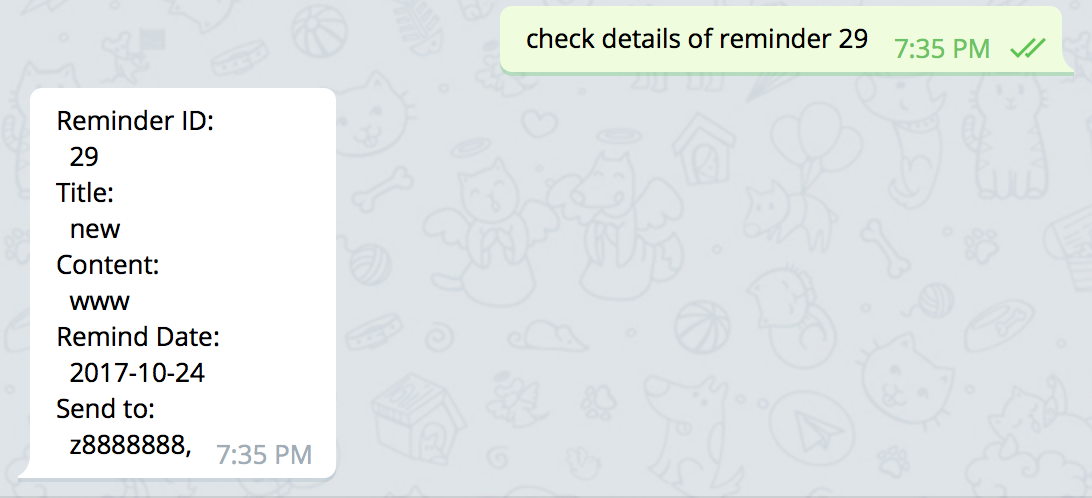 check details of reminder 29 7:35 PM
Reminder ID:
29
Title:
new
Content:
www
Remind Date:
2017-10-24
Send to:
z8888888, 7:35 PM